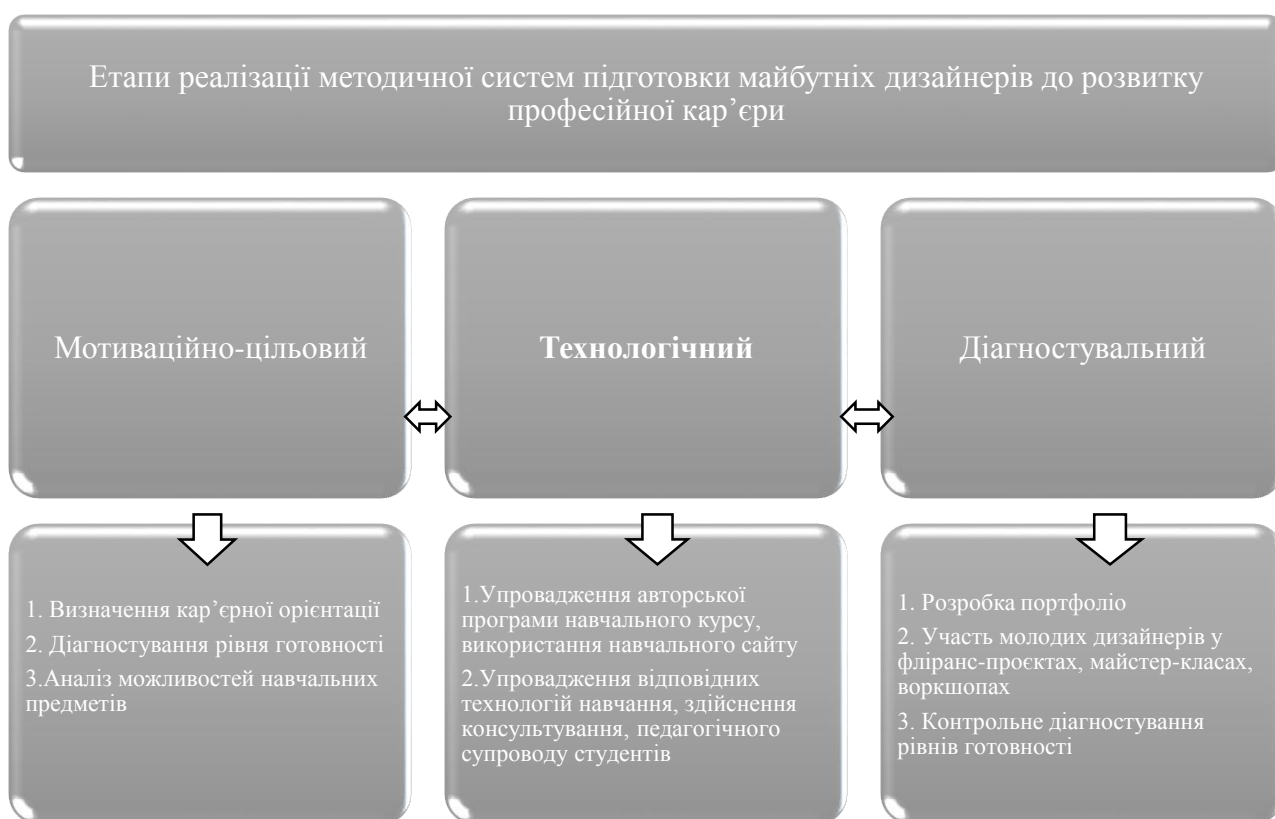 Етапи реалізації методичної систем підготовки майбутніх дизайнерів до розвитку
професійної кар’єри
Мотиваційно-цільовий
Технологічний
Діагностувальний
1. Визначення кар’єрної орієнтації
2. Діагностування рівня готовності
3.Аналіз можливостей навчальних
предметів
1.Упровадження авторської
програми навчального курсу,
використання навчального сайту
2.Упровадження відповідних
технологій навчання, здійснення
консультування, педагогічного
супроводу студентів
1. Розробка портфоліо
2. Участь молодих дизайнерів у
фліранс-проєктах, майстер-класах,
воркшопах
3. Контрольне діагностування
рівнів готовності